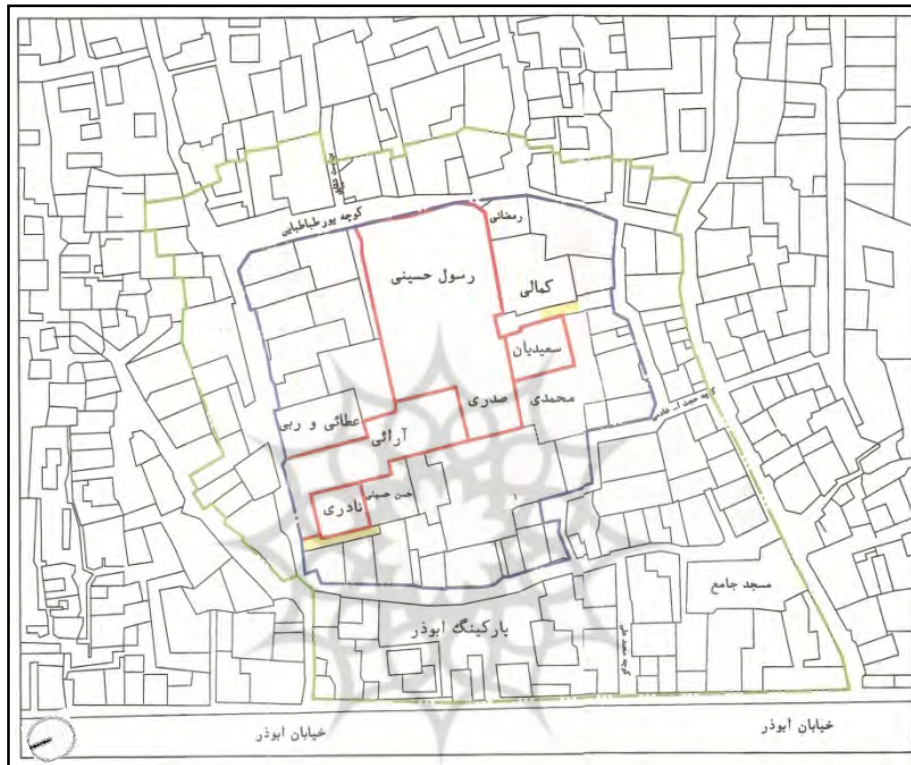 کوچه پور طباطبایی
رمضانی
رسول حسینی
کمالی
سعیدیان
محمدی
صدری
عطائی و ربی
آرائی
حسن حسینی
نادری
مسجد جامع
پارکینگ ابوذر
خیابان ابوذر
خیابان ابوذر